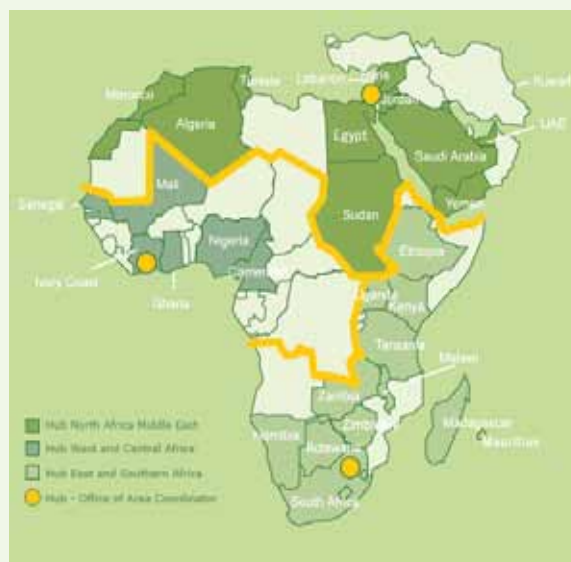 Lebanon
Syria
Tunisia
Kuwait
Morocco
Jordan
UAE
Algeria
Egypt
Saudi Arabia
Mali
Yemen
Senegal
Sudan
Nigeria
Ethiopia
Cameroon
Ivory Coast
Uganda
Kenya
Ghana
Tanzania
Malawi
Zambia
Madagascar
Hub North Africa Middle East
Zimbabwe
Mauritius
Namibia
Hub West and Central Africa
Botswana
Hub East and Southern Africa
Hub - Office of Area Coordinator
South Africa